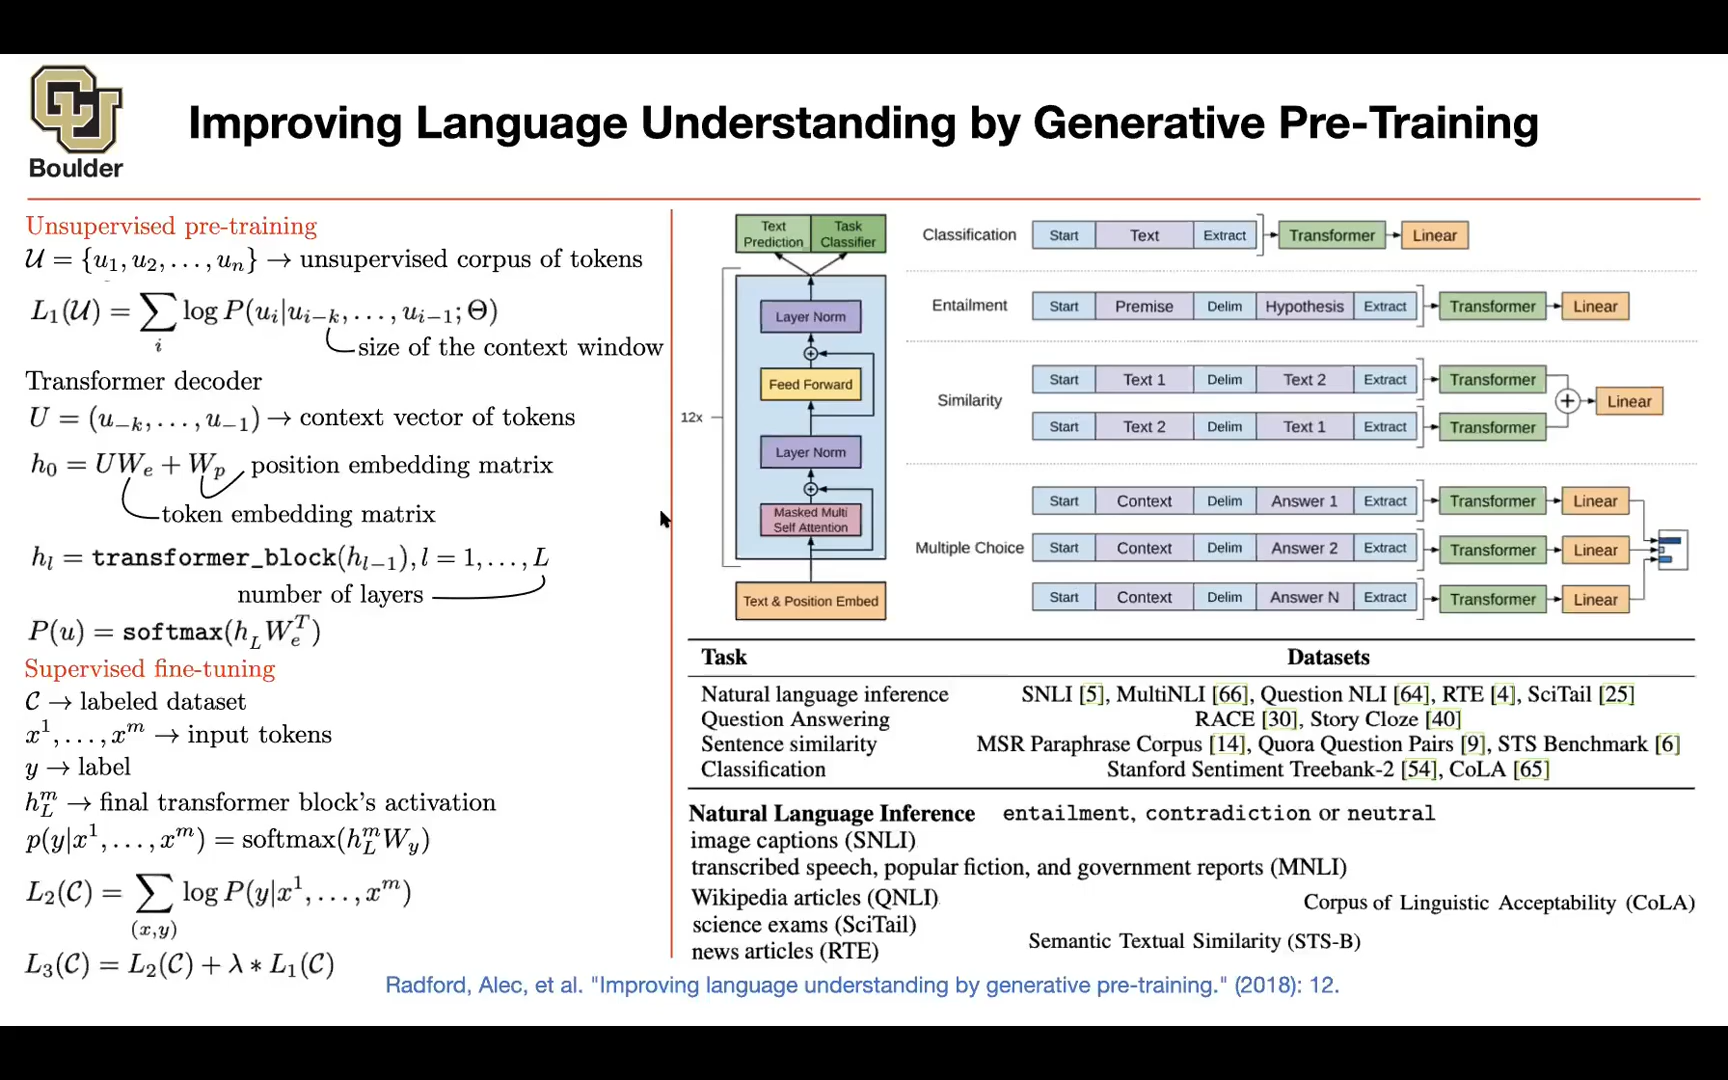 Boulder
Improving Language Understanding by Generative Pre-Training
Unsupervised pre-training
𝒰 = {u₁, u₂, . . . , uₙ} → unsupervised corpus of tokens
L₁(𝒰) = ∑ᵢ log P(uᵢ|uᵢ₋ₖ, . . . , uᵢ₋₁; Θ)
size of the context window
Transformer decoder
U = (u₋ₖ, . . . , u₋₁) → context vector of tokens
h₀ = UWₑ + Wₚ position embedding matrix
token embedding matrix
hₗ = transformer_block(hₗ₋₁), l = 1, . . . , L
number of layers
P(u) = softmax(h_L Wₑᵀ)
Supervised fine-tuning
𝒞 → labeled dataset
x¹, . . . , xᵐ → input tokens
y → label
h_Lᵐ → final transformer block's activation
p(y|x¹, . . . , xᵐ) = softmax(h_Lᵐ W_y)
L₂(𝒞) = ∑_(x,y) log P(y|x¹, . . . , xᵐ)
L₃(𝒞) = L₂(𝒞) + λ ∗ L₁(𝒞)
Text Prediction
Task Classifier
Layer Norm
Feed Forward
12x
Layer Norm
Masked Multi Self Attention
Text & Position Embed
Classification Start Text Extract Transformer Linear
Entailment Start Premise Delim Hypothesis Extract Transformer Linear
Similarity
Start Text 1 Delim Text 2 Extract Transformer
Start Text 2 Delim Text 1 Extract Transformer
+ Linear
Multiple Choice
Start Context Delim Answer 1 Extract Transformer Linear
Start Context Delim Answer 2 Extract Transformer Linear
Start Context Delim Answer N Extract Transformer Linear
Task Datasets
Natural language inference SNLI [5], MultiNLI [66], Question NLI [64], RTE [4], SciTail [25]
Question Answering RACE [30], Story Cloze [40]
Sentence similarity MSR Paraphrase Corpus [14], Quora Question Pairs [9], STS Benchmark [6]
Classification Stanford Sentiment Treebank-2 [54], CoLA [65]
Natural Language Inference entailment, contradiction or neutral
image captions (SNLI)
transcribed speech, popular fiction, and government reports (MNLI)
Wikipedia articles (QNLI)
Corpus of Linguistic Acceptability (CoLA)
science exams (SciTail)
Semantic Textual Similarity (STS-B)
news articles (RTE)
Radford, Alec, et al. "Improving language understanding by generative pre-training." (2018): 12.